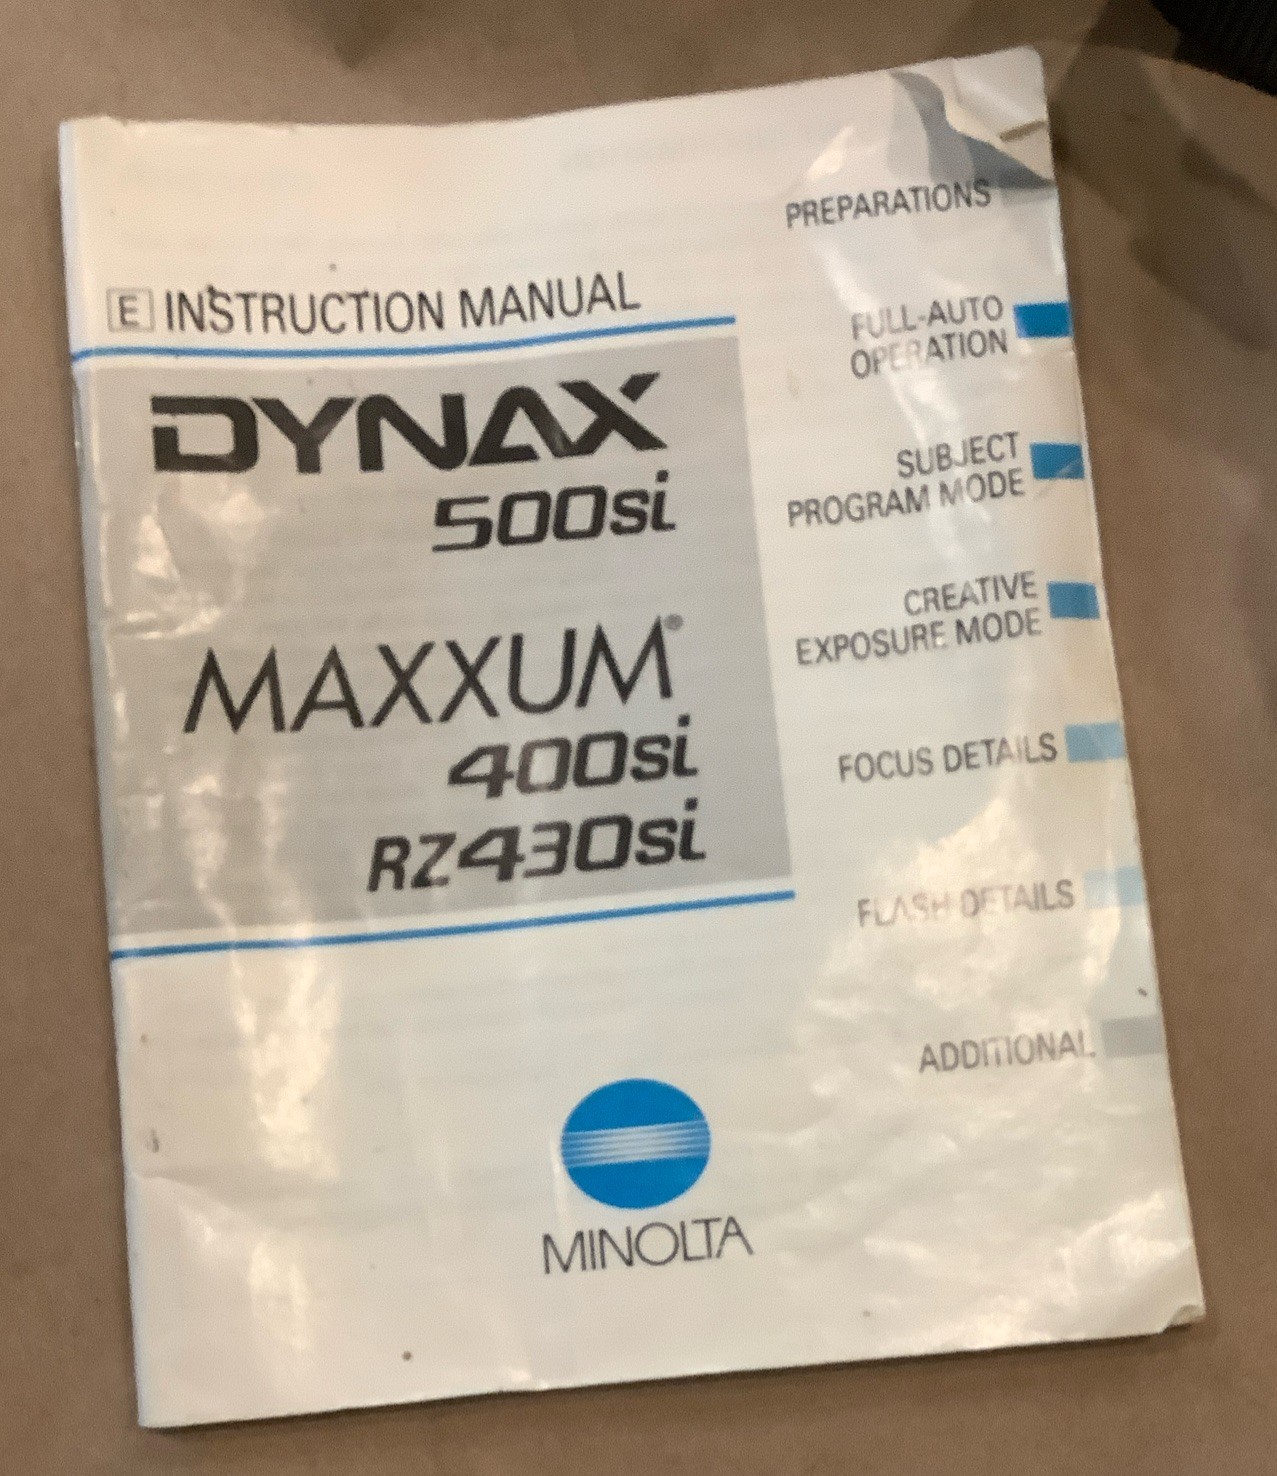 E INSTRUCTION MANUAL
DYNAX
500si
MAXXUM®
400si
RZ430si
MINOLTA
PREPARATIONS
FULL-AUTO
OPERATION
SUBJECT
PROGRAM MODE
CREATIVE
EXPOSURE MODE
FOCUS DETAILS
FLASH DETAILS
ADDITIONAL